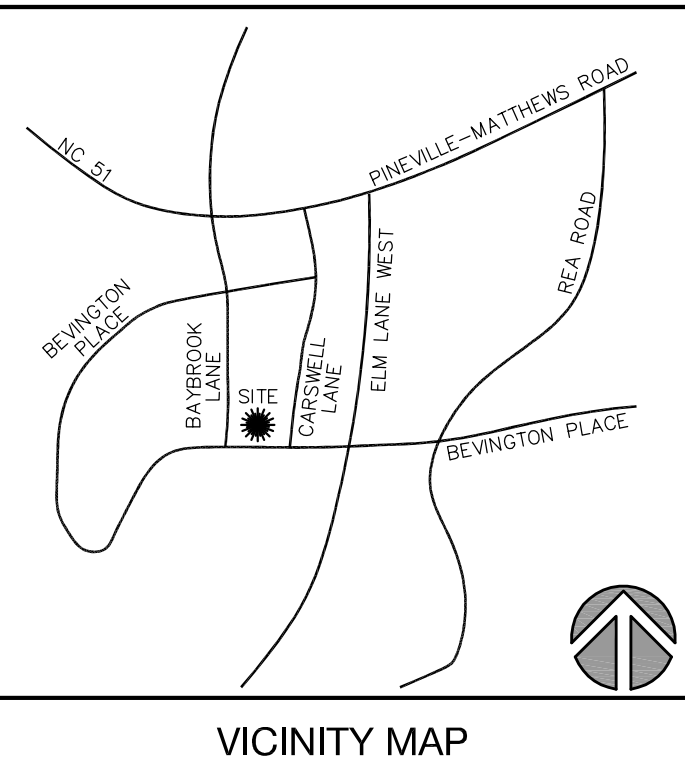 NC 51
PINEVILLE-MATTHEWS ROAD
REA ROAD
ELM LANE WEST
BEVINGTON
PLACE
BAYBROOK
LANE
SITE
CARSWELL
LANE
BEVINGTON PLACE
VICINITY MAP